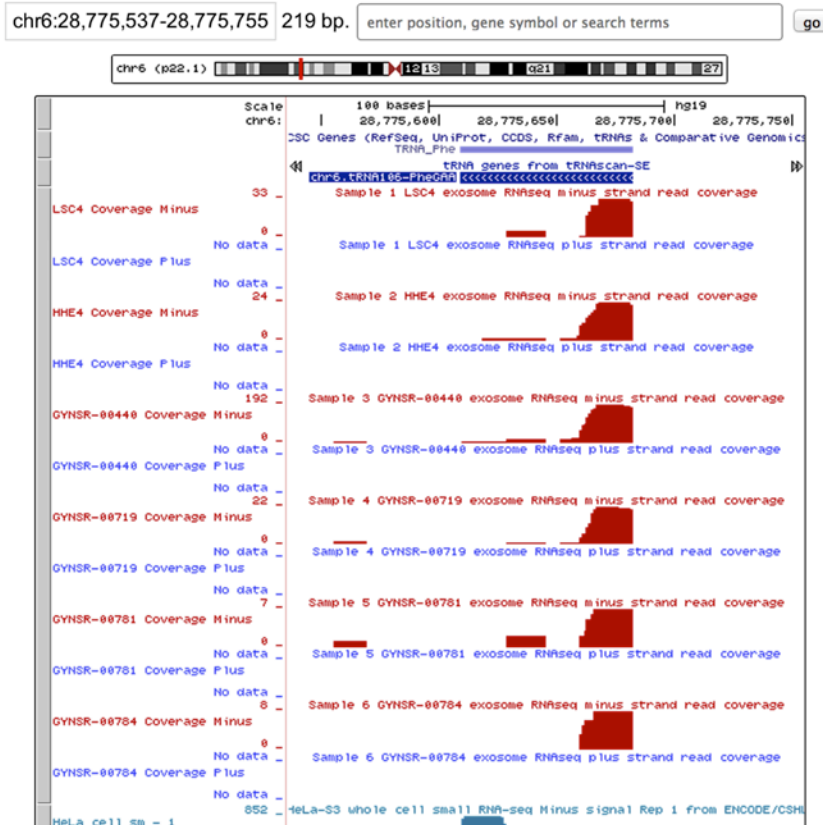 chr6:28,775,537-28,775,755 219 bp. enter position, gene symbol or search terms go
chr6 (p22.1) 12 13 q21 27
Scale 100 bases hg19
chr6: 28,775,600 28,775,650 28,775,700 28,775,750
CSC Genes (RefSeq, UniProt, CCDS, Rfam, tRNAs & Comparative Genomics
TRNA_Phe
tRNA genes from tRNAscan-SE
chr6.tRNA106-PheGAA
33 Sample 1 LSC4 exosome RNAseq minus strand read coverage
LSC4 Coverage Minus
0
No data Sample 1 LSC4 exosome RNAseq plus strand read coverage
LSC4 Coverage Plus
No data
24 Sample 2 HHE4 exosome RNAseq minus strand read coverage
HHE4 Coverage Minus
0
No data Sample 2 HHE4 exosome RNAseq plus strand read coverage
HHE4 Coverage Plus
No data
192 Sample 3 GYNSR-00440 exosome RNAseq minus strand read coverage
GYNSR-00440 Coverage Minus
0
No data Sample 3 GYNSR-00440 exosome RNAseq plus strand read coverage
GYNSR-00440 Coverage Plus
No data
22 Sample 4 GYNSR-00719 exosome RNAseq minus strand read coverage
GYNSR-00719 Coverage Minus
0
No data Sample 4 GYNSR-00719 exosome RNAseq plus strand read coverage
GYNSR-00719 Coverage Plus
No data
7 Sample 5 GYNSR-00781 exosome RNAseq minus strand read coverage
GYNSR-00781 Coverage Minus
0
No data Sample 5 GYNSR-00781 exosome RNAseq plus strand read coverage
GYNSR-00781 Coverage Plus
No data
8 Sample 6 GYNSR-00784 exosome RNAseq minus strand read coverage
GYNSR-00784 Coverage Minus
0
No data Sample 6 GYNSR-00784 exosome RNAseq plus strand read coverage
GYNSR-00784 Coverage Plus
No data
852 HeLa-S3 whole cell small RNA-seq Minus signal Rep 1 from ENCODE/CSHL
HeLa cell sm - 1